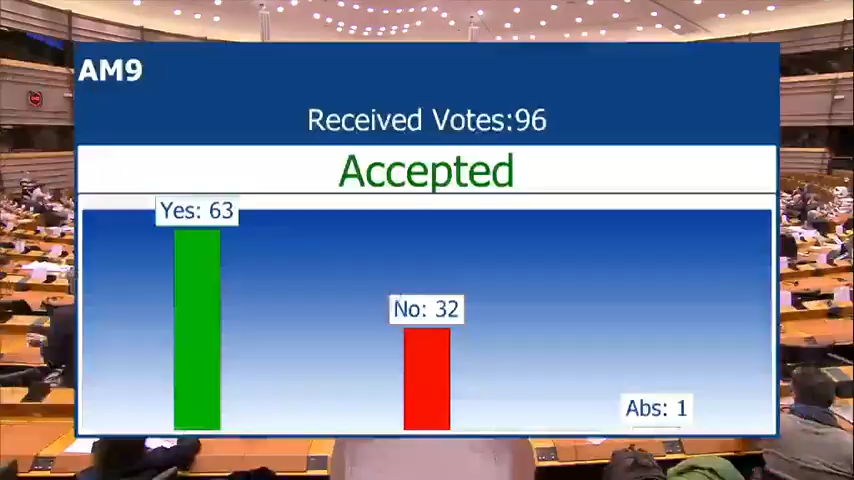 AM9
Received Votes:96
Accepted
Yes: 63
No: 32
Abs: 1